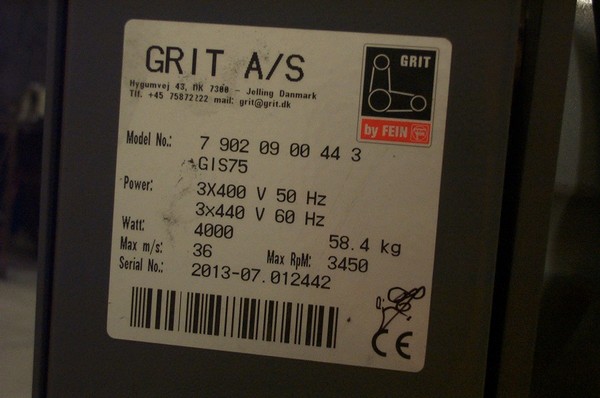 GRIT A/S
Hygumvej 43, DK 7300 - Jelling Danmark
Tlf. +45 75872222 mail: grit@grit.dk
GRIT
by FEIN
Model No.: 7 902 09 00 44 3
GIS75
Power: 3X400 V 50 Hz
3x440 V 60 Hz
Watt: 4000 58.4 kg
Max m/s: 36 Max RpM: 3450
Serial No.: 2013-07.012442
Q:
CE